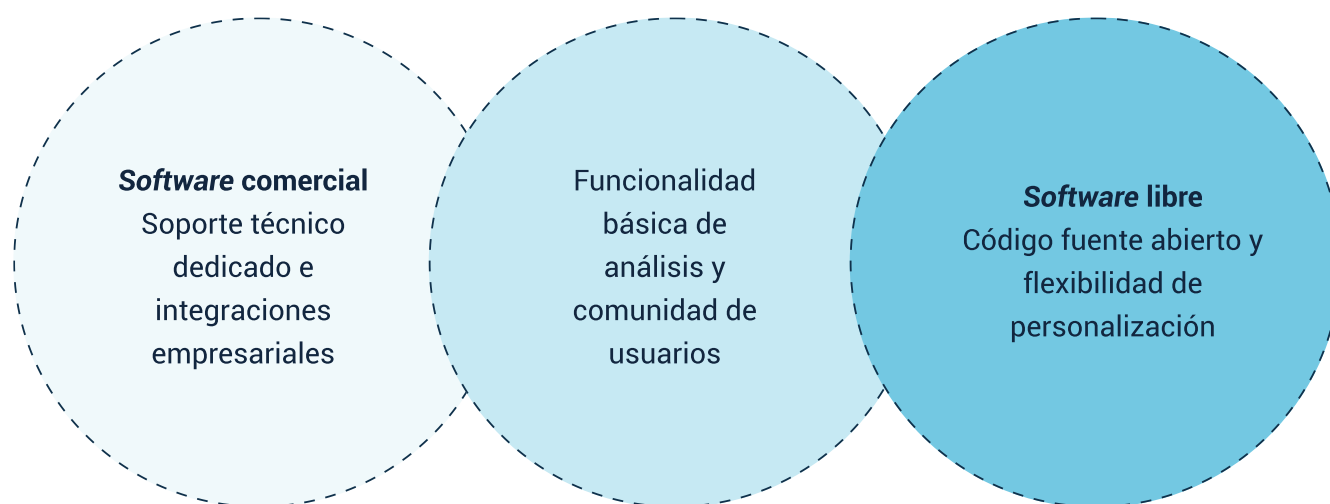 Software comercial
Soporte técnico
dedicado e
integraciones
empresariales
Funcionalidad
básica de
análisis y
comunidad de
usuarios
Software libre
Código fuente abierto y
flexibilidad de
personalización